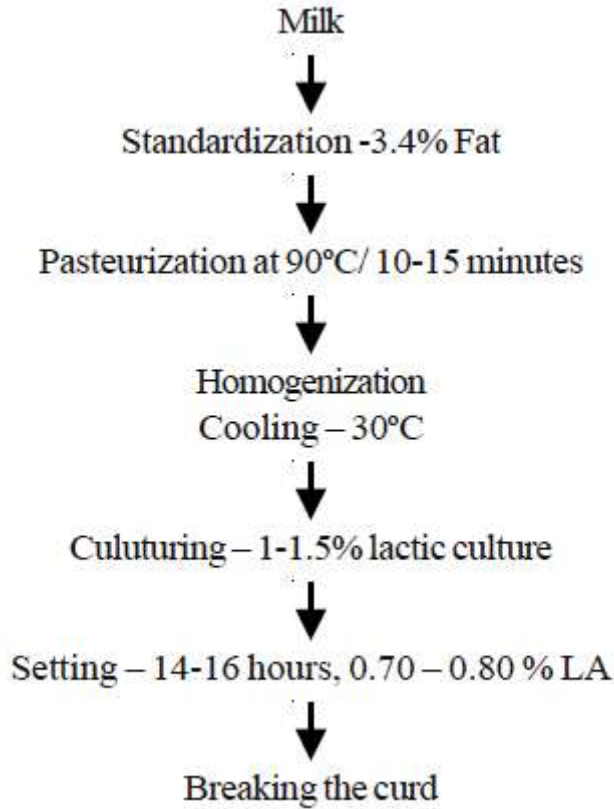 Milk
Standardization -3.4% Fat
Pasteurization at 90ºC/ 10-15 minutes
Homogenization
Cooling – 30ºC
Culuturing – 1-1.5% lactic culture
Setting – 14-16 hours, 0.70 – 0.80 % LA
Breaking the curd